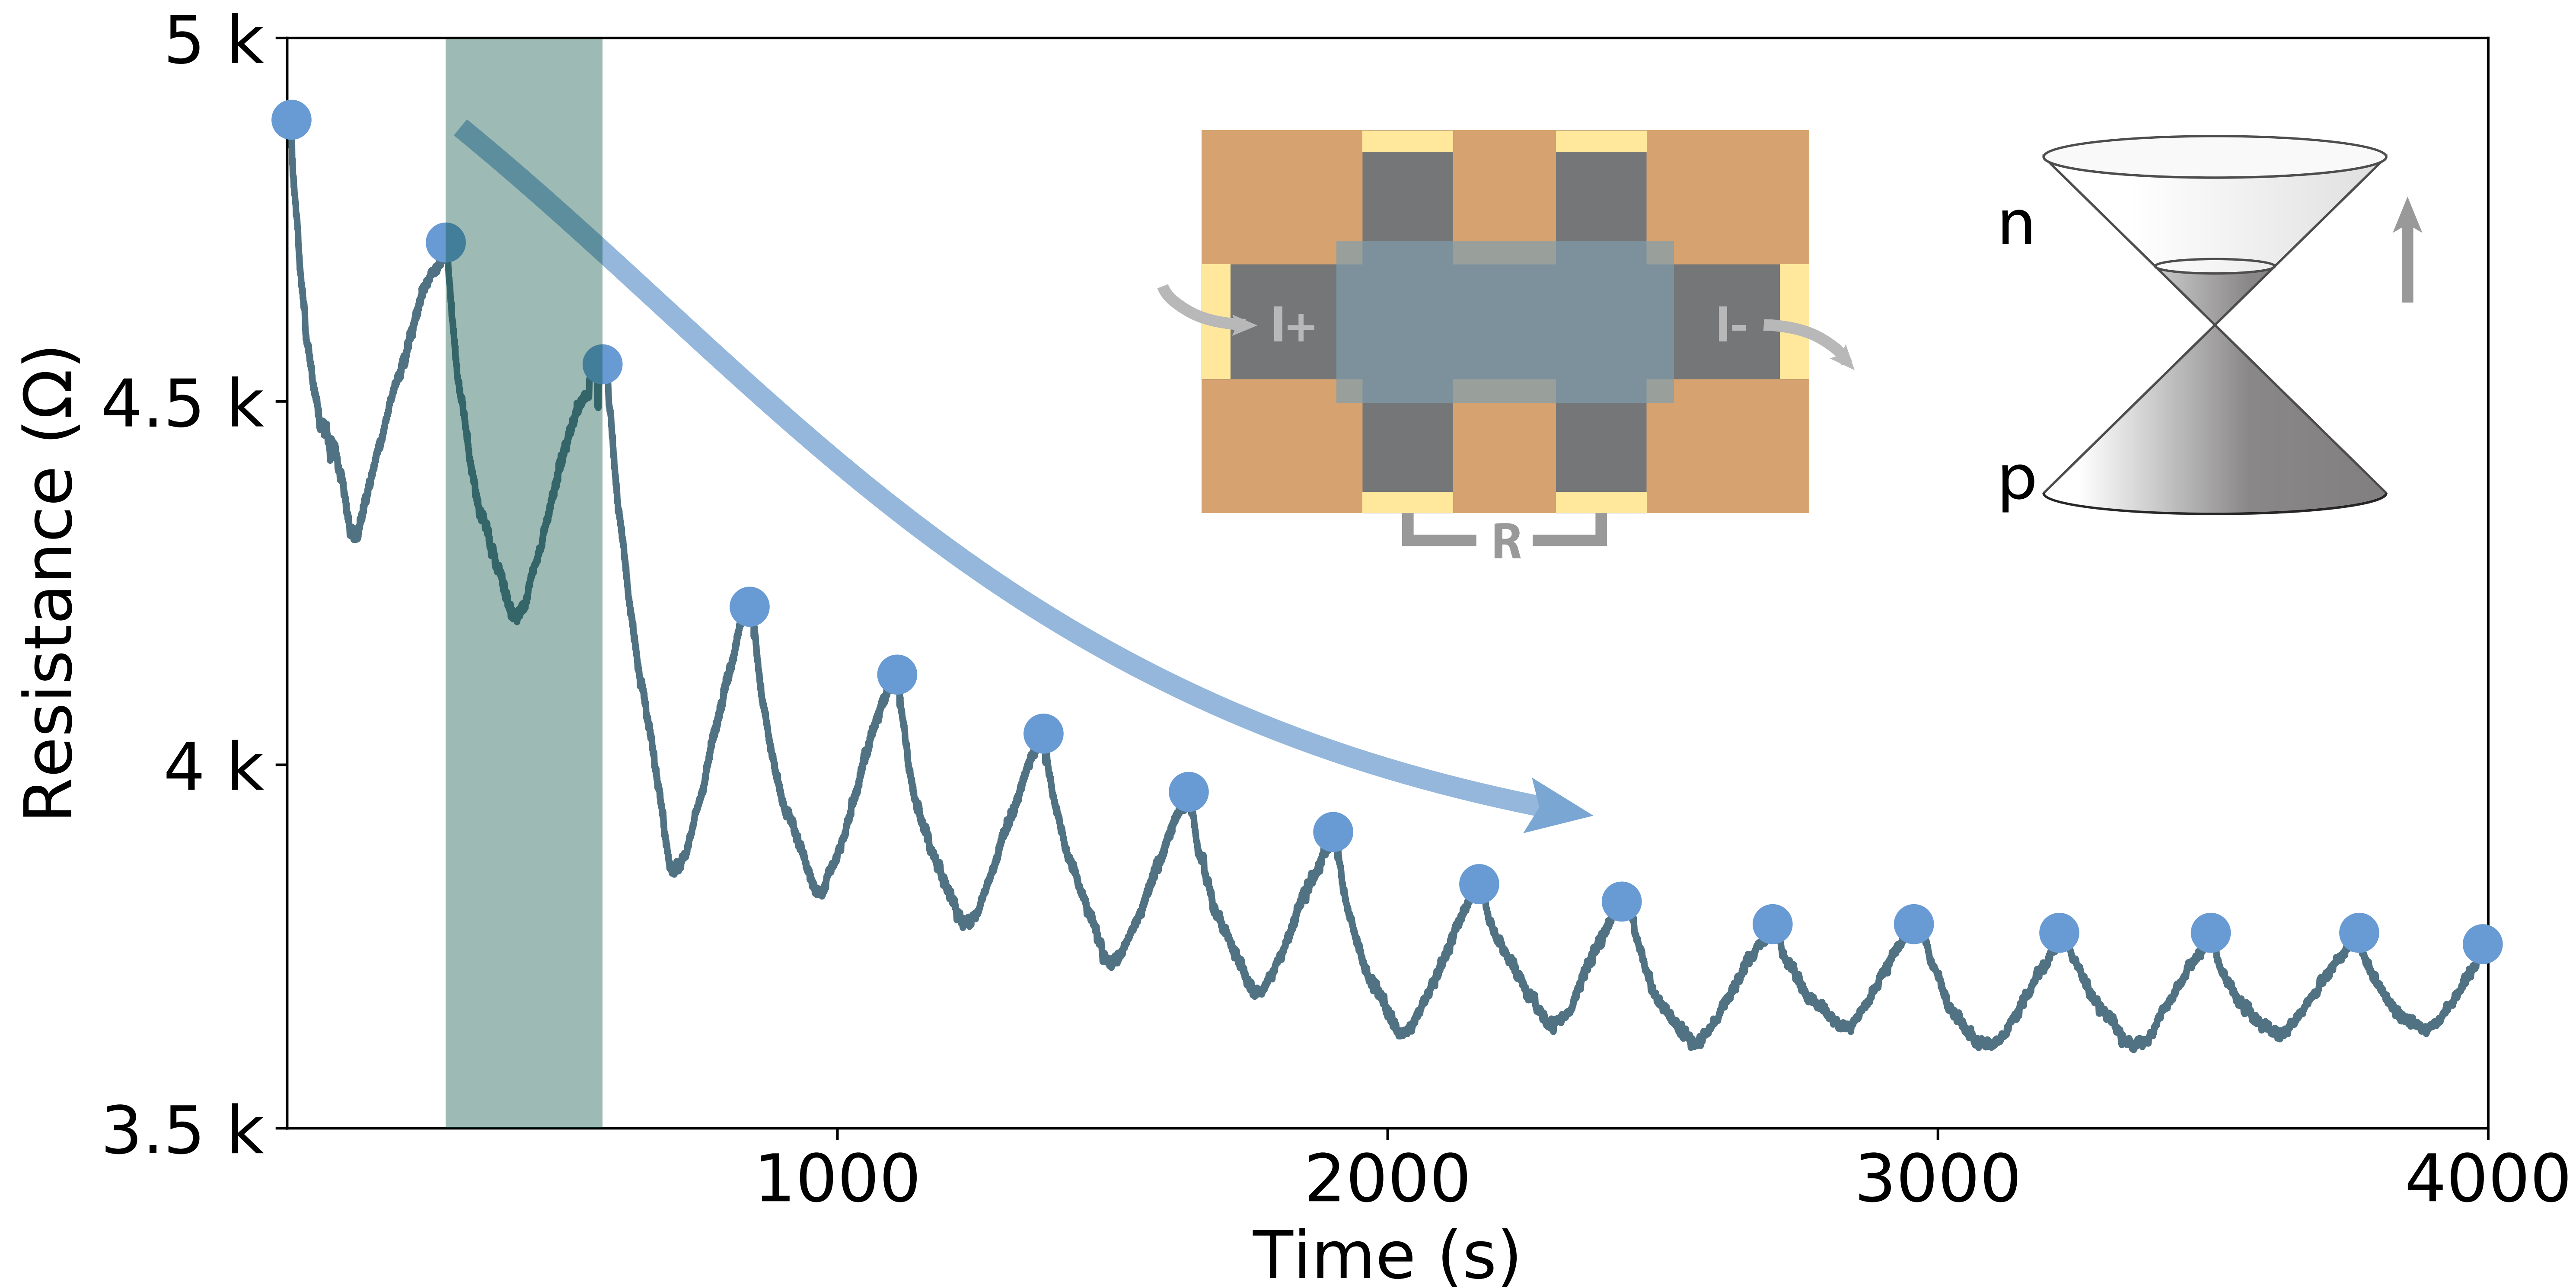 5 k
4.5 k
4 k
3.5 k
Resistance (Ω)
1000
2000
3000
4000
Time (s)
I+
I-
R
n
p